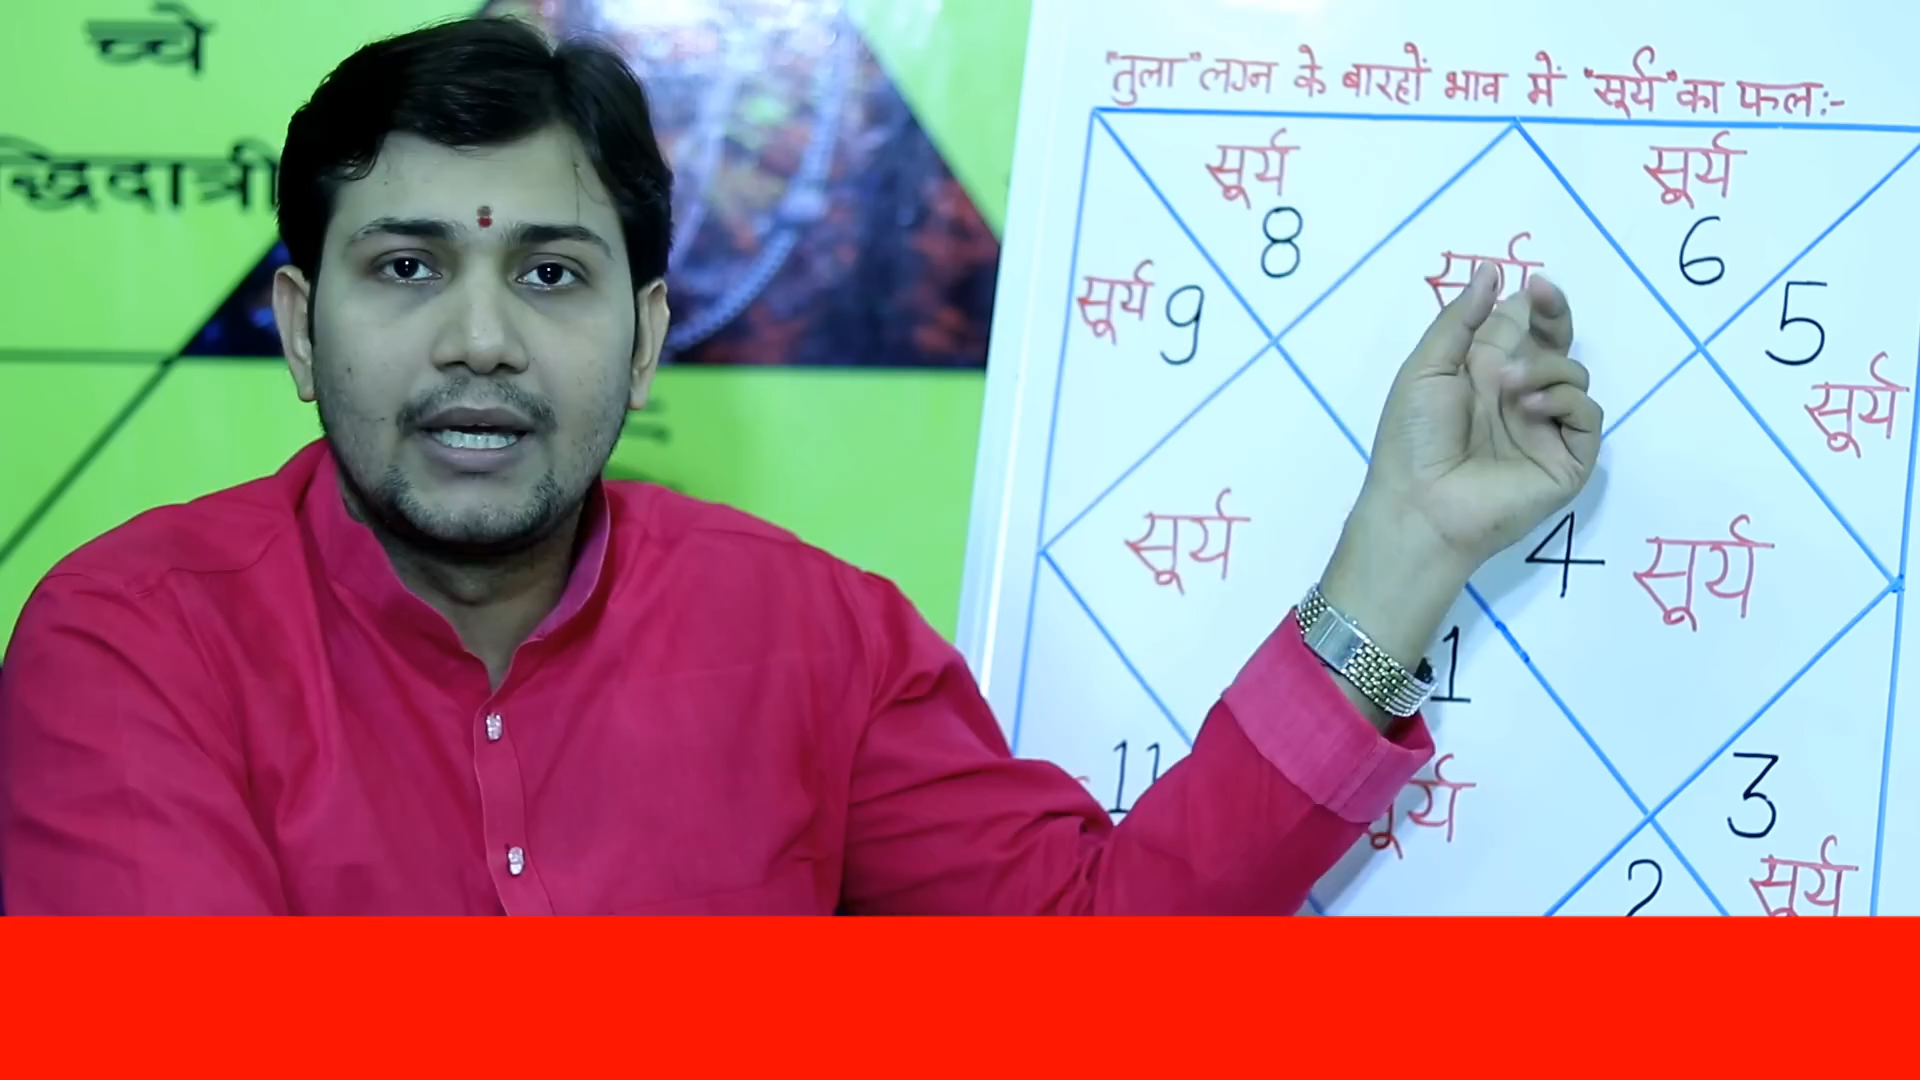 च्चे
द्धिदात्री
"तुला" लग्न के बारहों भाव में "सूर्य" का फल:-
सूर्य
सूर्य
8
6
सूर्य
सूर्य 9
5
सूर्य
सूर्य
4 सूर्य
1
11
3
सूर्य
2
सूर्य